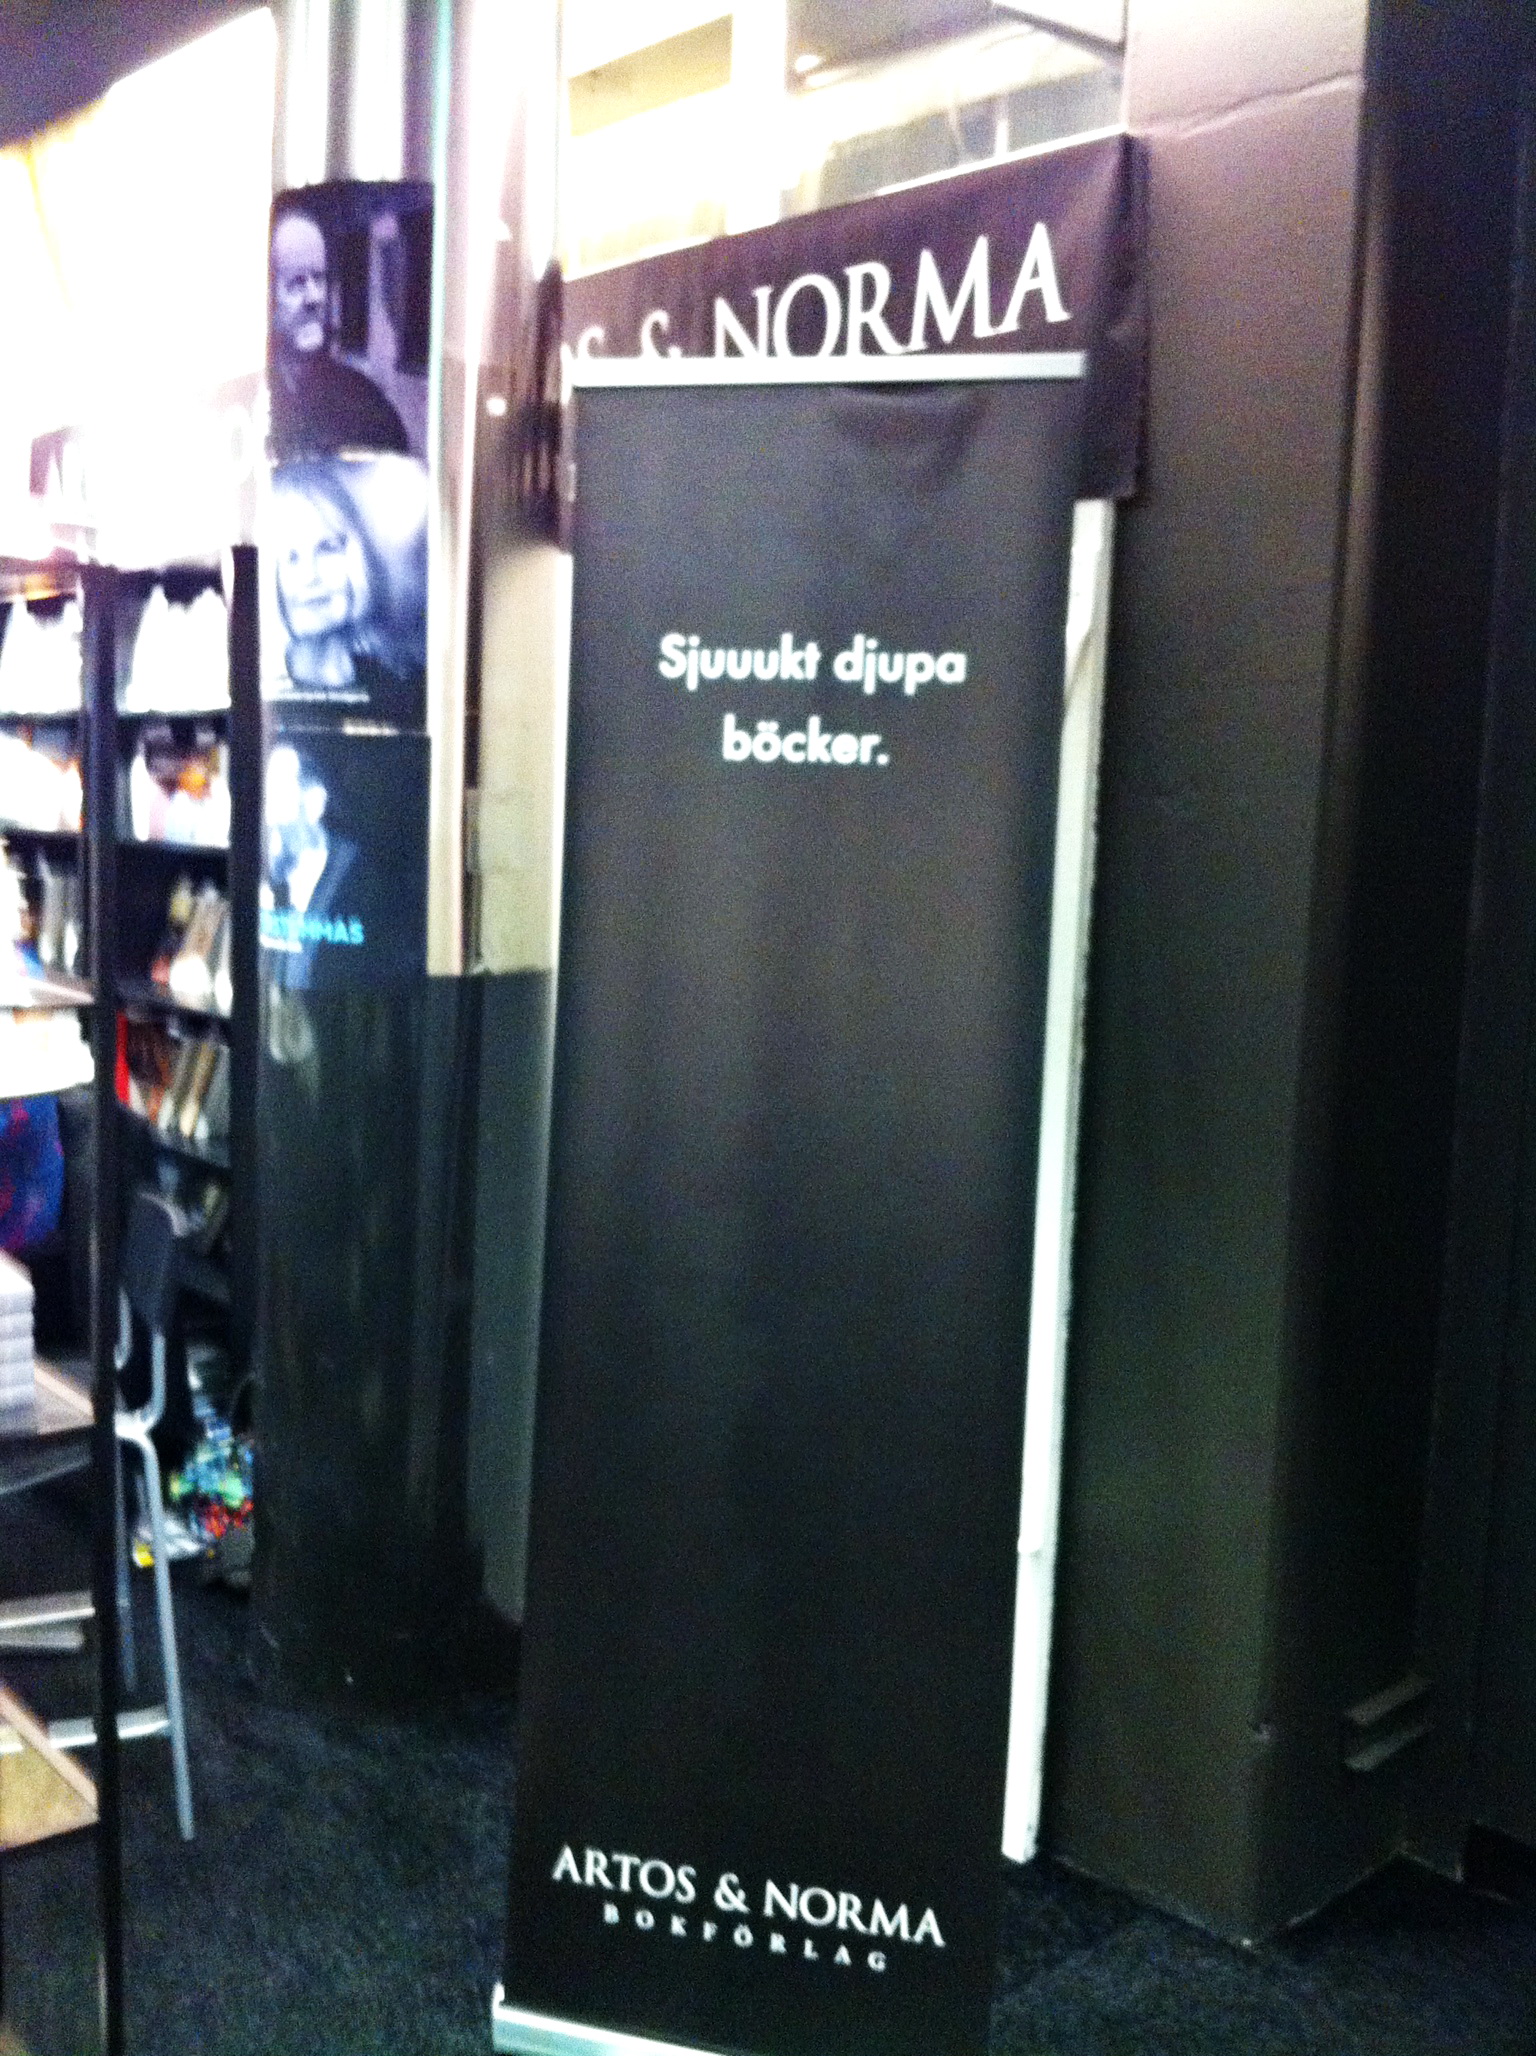 & NORMA
Sjuuukt djupa
böcker.
ARTOS & NORMA
BOKFÖRLAG